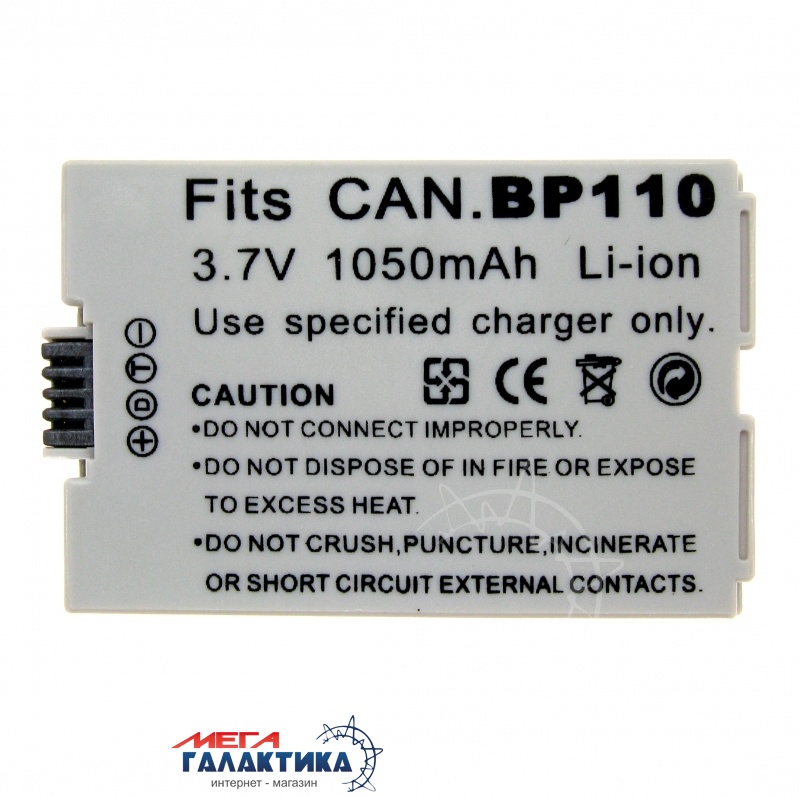 Fits CAN.BP110
3.7V 1050mAh Li-ion
Use specified charger only.
− T D +
CAUTION
CE
•DO NOT CONNECT IMPROPERLY.
•DO NOT DISPOSE OF IN FIRE OR EXPOSE
TO EXCESS HEAT.
•DO NOT CRUSH,PUNCTURE,INCINERATE
OR SHORT CIRCUIT EXTERNAL CONTACTS.
МЕГА
ГАЛАКТИКА
интернет - магазин